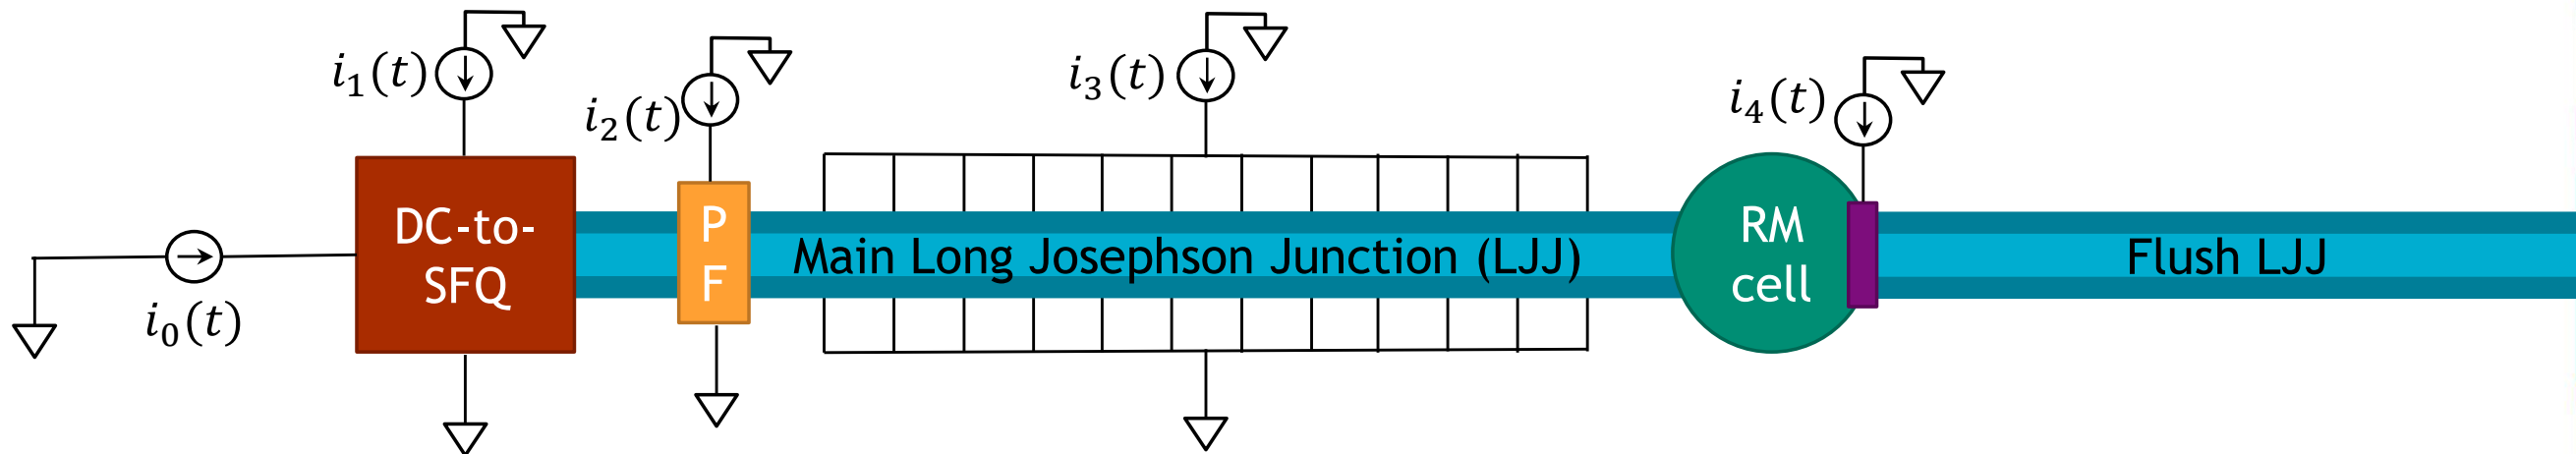 i₁(t)
i₂(t)
i₃(t)
i₄(t)
DC-to-
SFQ
P
F
Main Long Josephson Junction (LJJ)
RM
cell
Flush LJJ
i₀(t)